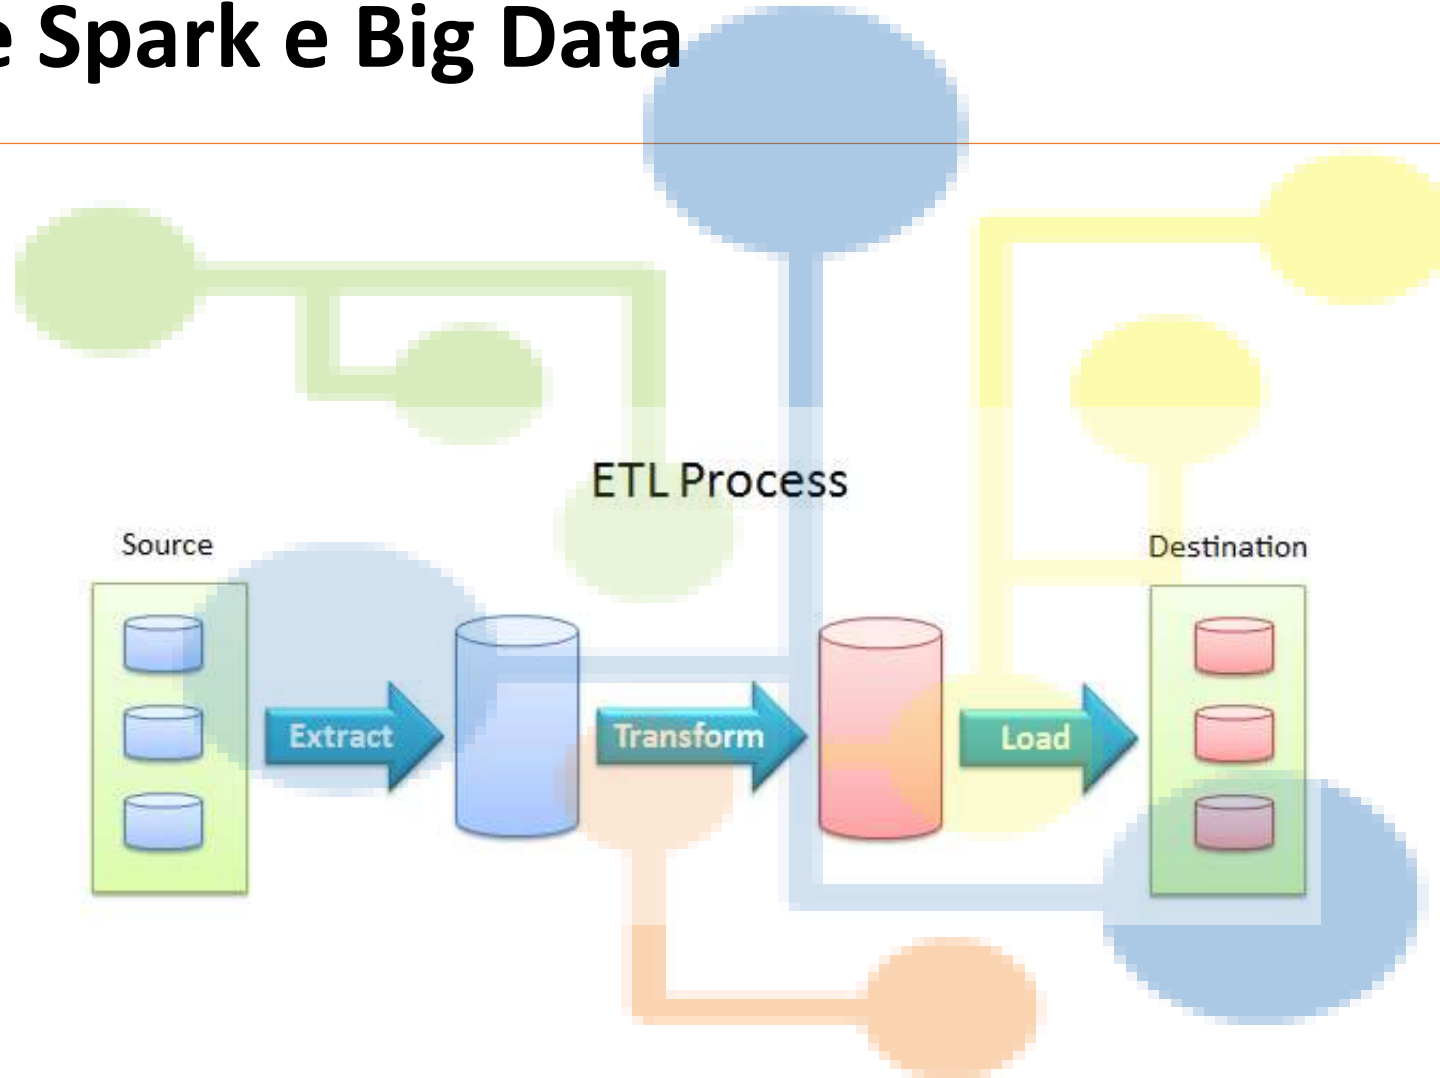 e Spark e Big Data
ETL Process
Source
Destination
Extract
Transform
Load